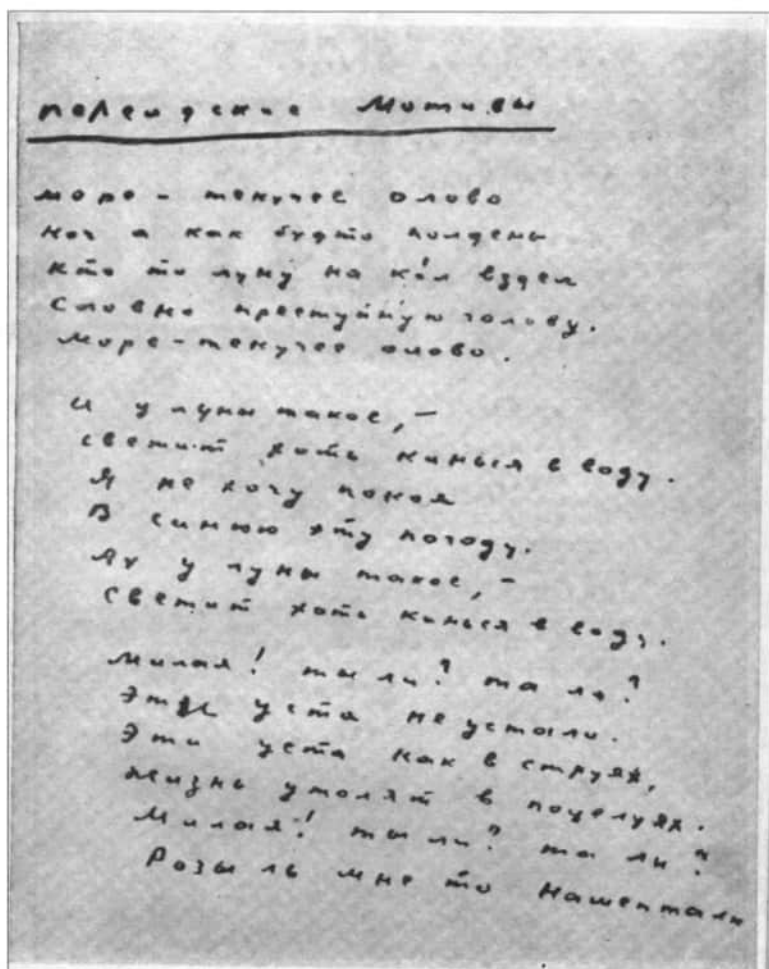 персидские Мотивы
море - текучее олово
ноч а как будто полдень
кто то луну на кол вздел
Словно преступную голову.
Море-текучее олово.
И у луны такое, –
светит хоть кинься в воду.
Я не хочу покоя
В синюю эту погоду.
Ах у луны такое, –
светит хоть кинься в воду.
Милая! ты ли? та ли?
Эти уста не устали.
Эти уста как в струях,
Жизнь утолят в поцелуях.
Милая! ты ли? та ли?
Розы ль мне то нашептали